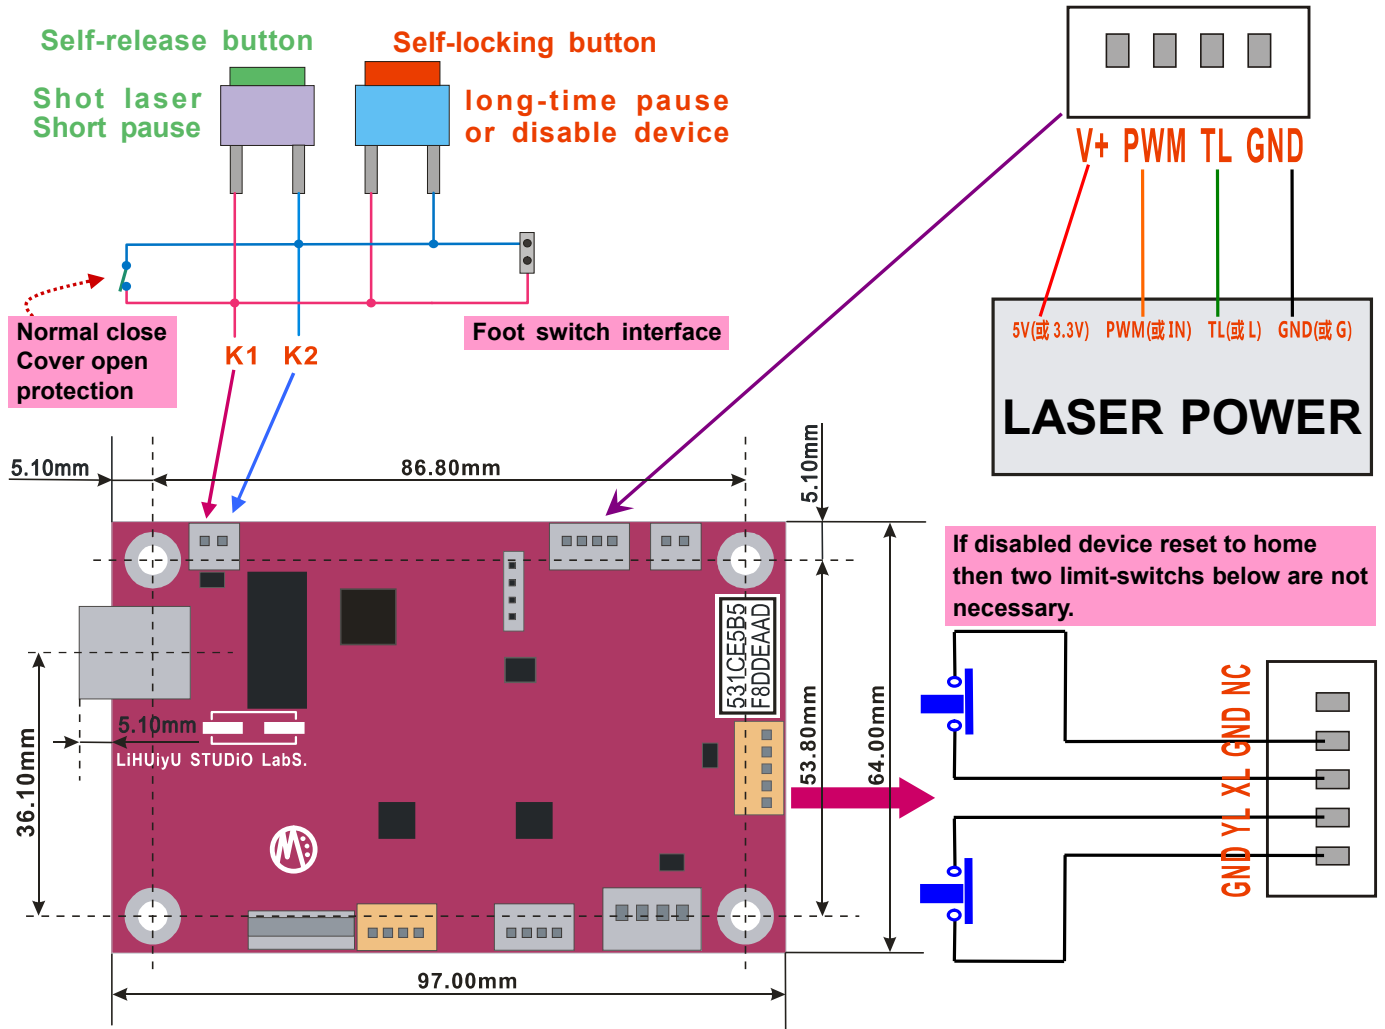 Self-release button
Self-locking button
Shot laser
Short pause
long-time pause
or disable device
V+ PWM TL GND
5V(或 3.3V) PWM(或 IN) TL(或 L) GND(或 G)
LASER POWER
Normal close
Cover open
protection
Foot switch interface
K1 K2
5.10mm
86.80mm
5.10mm
If disabled device reset to home
then two limit-switchs below are not
necessary.
531CE5B5
F8DDEAAD
5.10mm
LiHUiyU STUDiO LabS.
36.10mm
53.80mm
64.00mm
GND YL XL GND NC
97.00mm